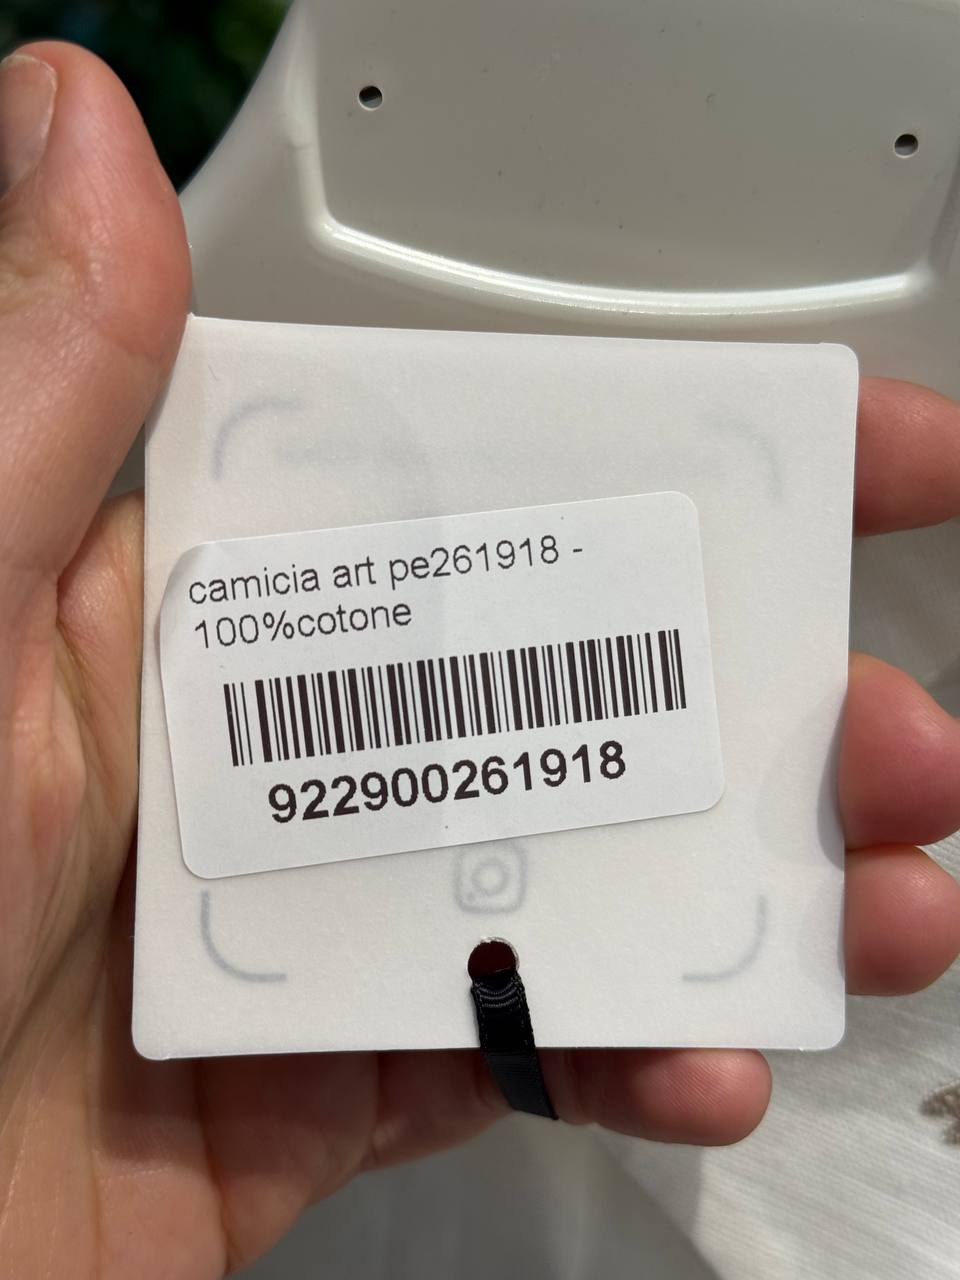 camicia art pe261918 -
100%cotone
922900261918